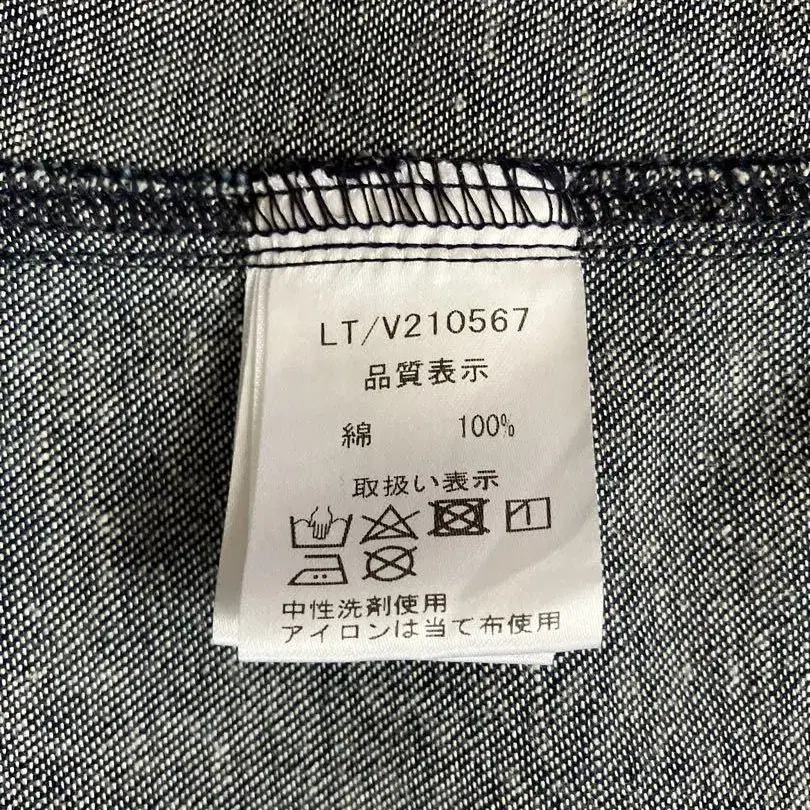 LT/V210567
品質表示
綿 100%
取扱い表示
中性洗剤使用
アイロンは当て布使用